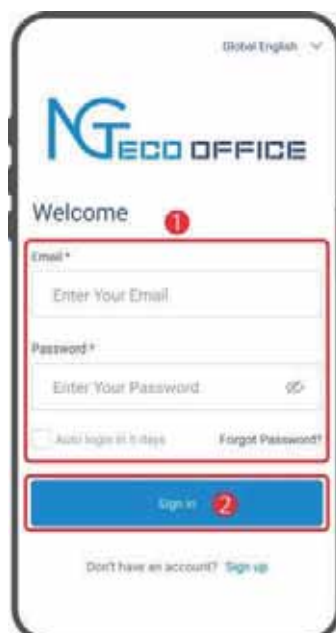 Global English
NGTECO OFFICE
Welcome
1
Email *
Enter Your Email
Password *
Enter Your Password
Auto login in 5 days Forgot Password?
Sign in 2
Don't have an account? Sign up